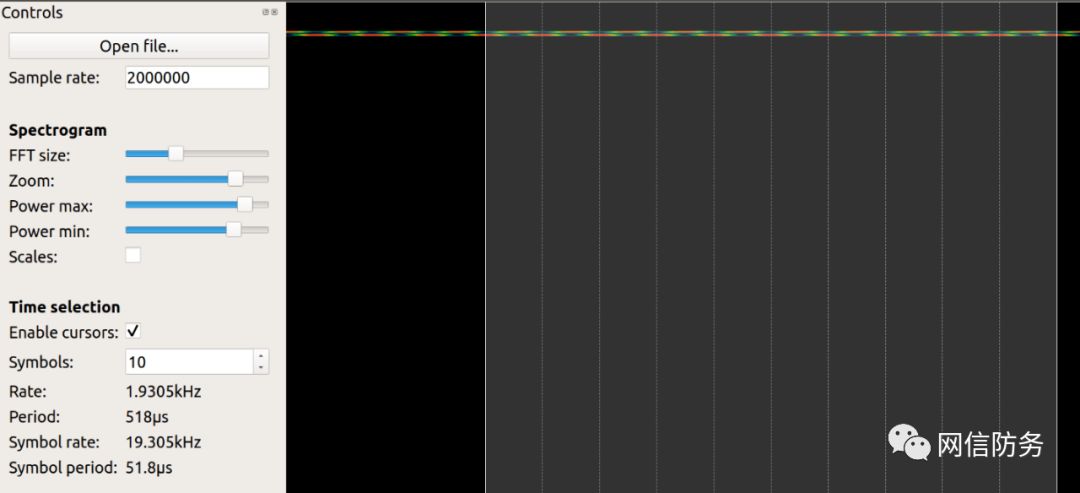 Controls
Open file...
Sample rate: 2000000
Spectrogram
FFT size:
Zoom:
Power max:
Power min:
Scales:
Time selection
Enable cursors:
Symbols: 10
Rate: 1.9305kHz
Period: 518µs
Symbol rate: 19.305kHz
Symbol period: 51.8µs
网信防务